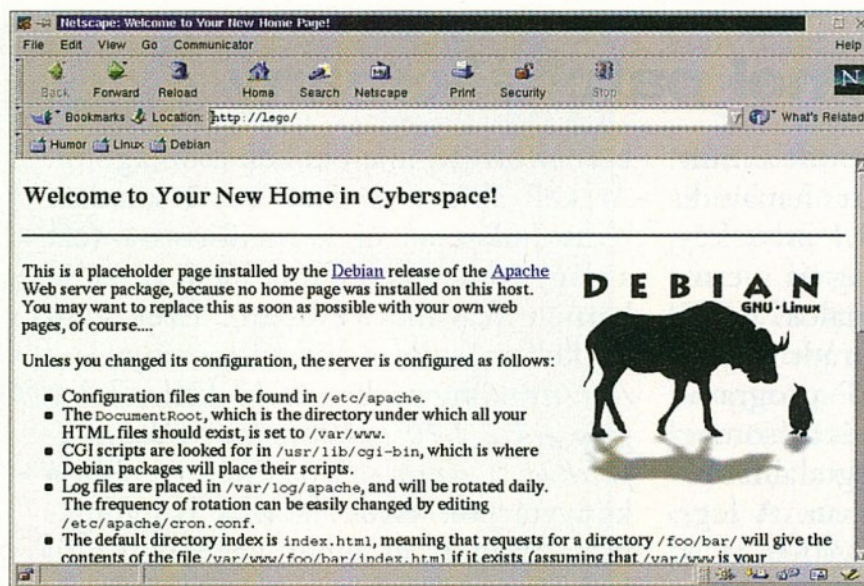 Netscape: Welcome to Your New Home Page!
File Edit View Go Communicator Help
Back Forward Reload Home Search Netscape Print Security Stop
N
Bookmarks Location: http://lego/ What's Related
Humor Linux Debian
Welcome to Your New Home in Cyberspace!
This is a placeholder page installed by the Debian release of the Apache
Web server package, because no home page was installed on this host.
You may want to replace this as soon as possible with your own web
pages, of course....
DEBIAN
GNU·Linux
Unless you changed its configuration, the server is configured as follows:
Configuration files can be found in /etc/apache.
The DocumentRoot, which is the directory under which all your
HTML files should exist, is set to /var/www.
CGI scripts are looked for in /usr/lib/cgi-bin, which is where
Debian packages will place their scripts.
Log files are placed in /var/log/apache, and will be rotated daily.
The frequency of rotation can be easily changed by editing
/etc/apache/cron.conf.
The default directory index is index.html, meaning that requests for a directory /foo/bar/ will give the
contents of the file /var/www/foo/bar/index.html if it exists (assuming that /var/www is your